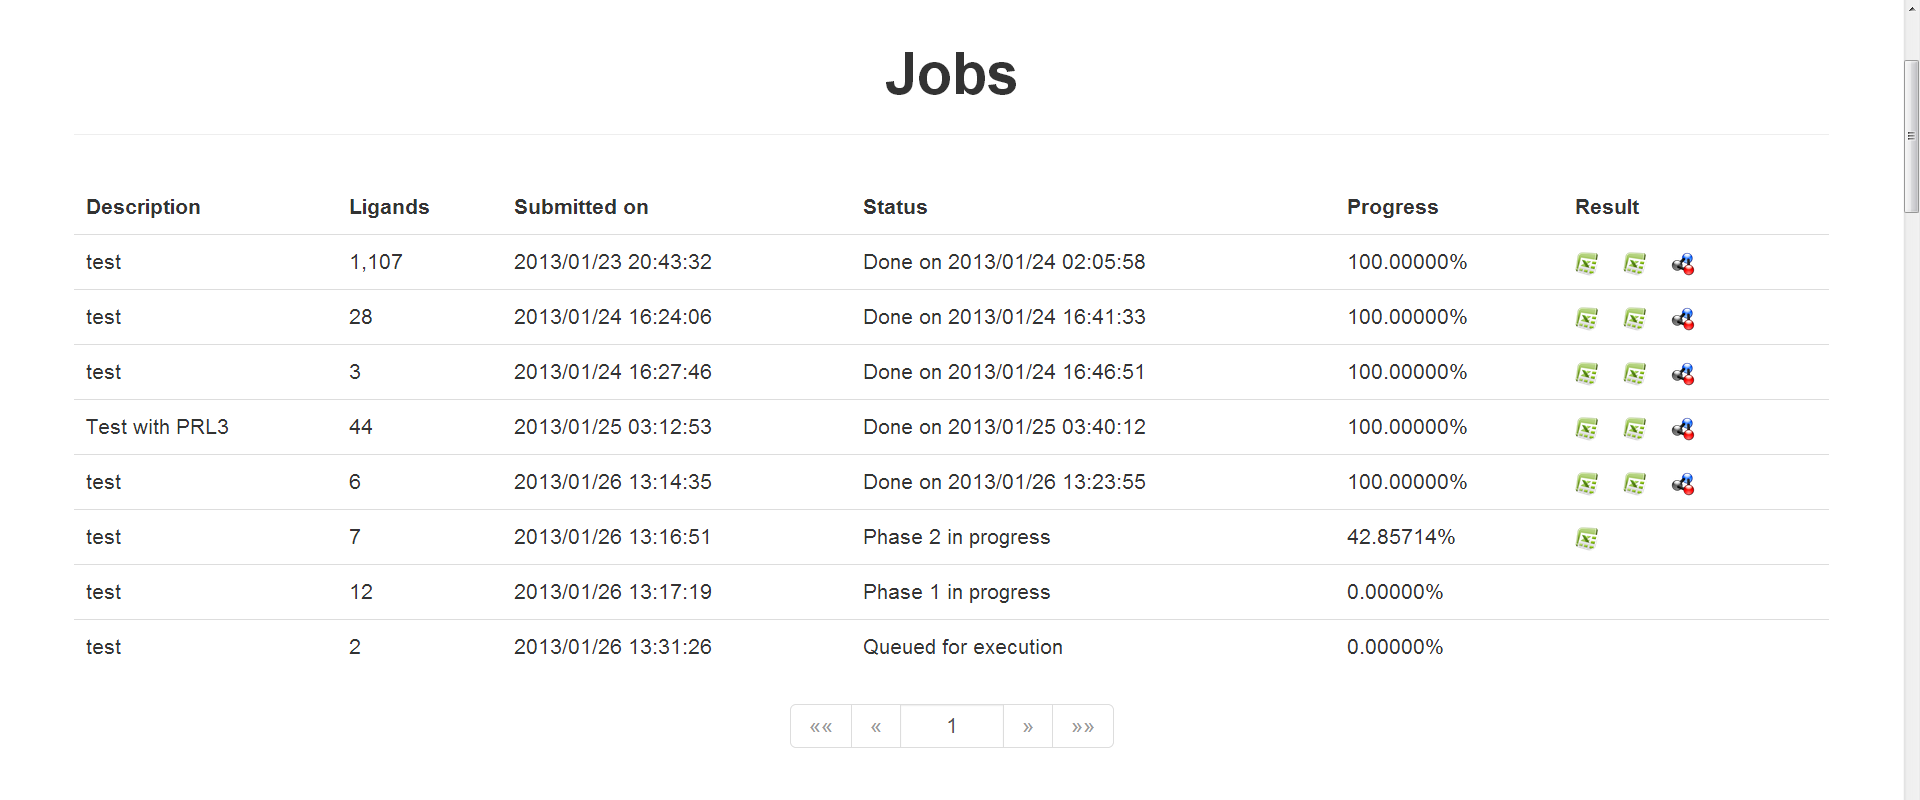 Jobs
Description Ligands Submitted on Status Progress Result
test 1,107 2013/01/23 20:43:32 Done on 2013/01/24 02:05:58 100.00000%
test 28 2013/01/24 16:24:06 Done on 2013/01/24 16:41:33 100.00000%
test 3 2013/01/24 16:27:46 Done on 2013/01/24 16:46:51 100.00000%
Test with PRL3 44 2013/01/25 03:12:53 Done on 2013/01/25 03:40:12 100.00000%
test 6 2013/01/26 13:14:35 Done on 2013/01/26 13:23:55 100.00000%
test 7 2013/01/26 13:16:51 Phase 2 in progress 42.85714%
test 12 2013/01/26 13:17:19 Phase 1 in progress 0.00000%
test 2 2013/01/26 13:31:26 Queued for execution 0.00000%
«« « 1 » »»